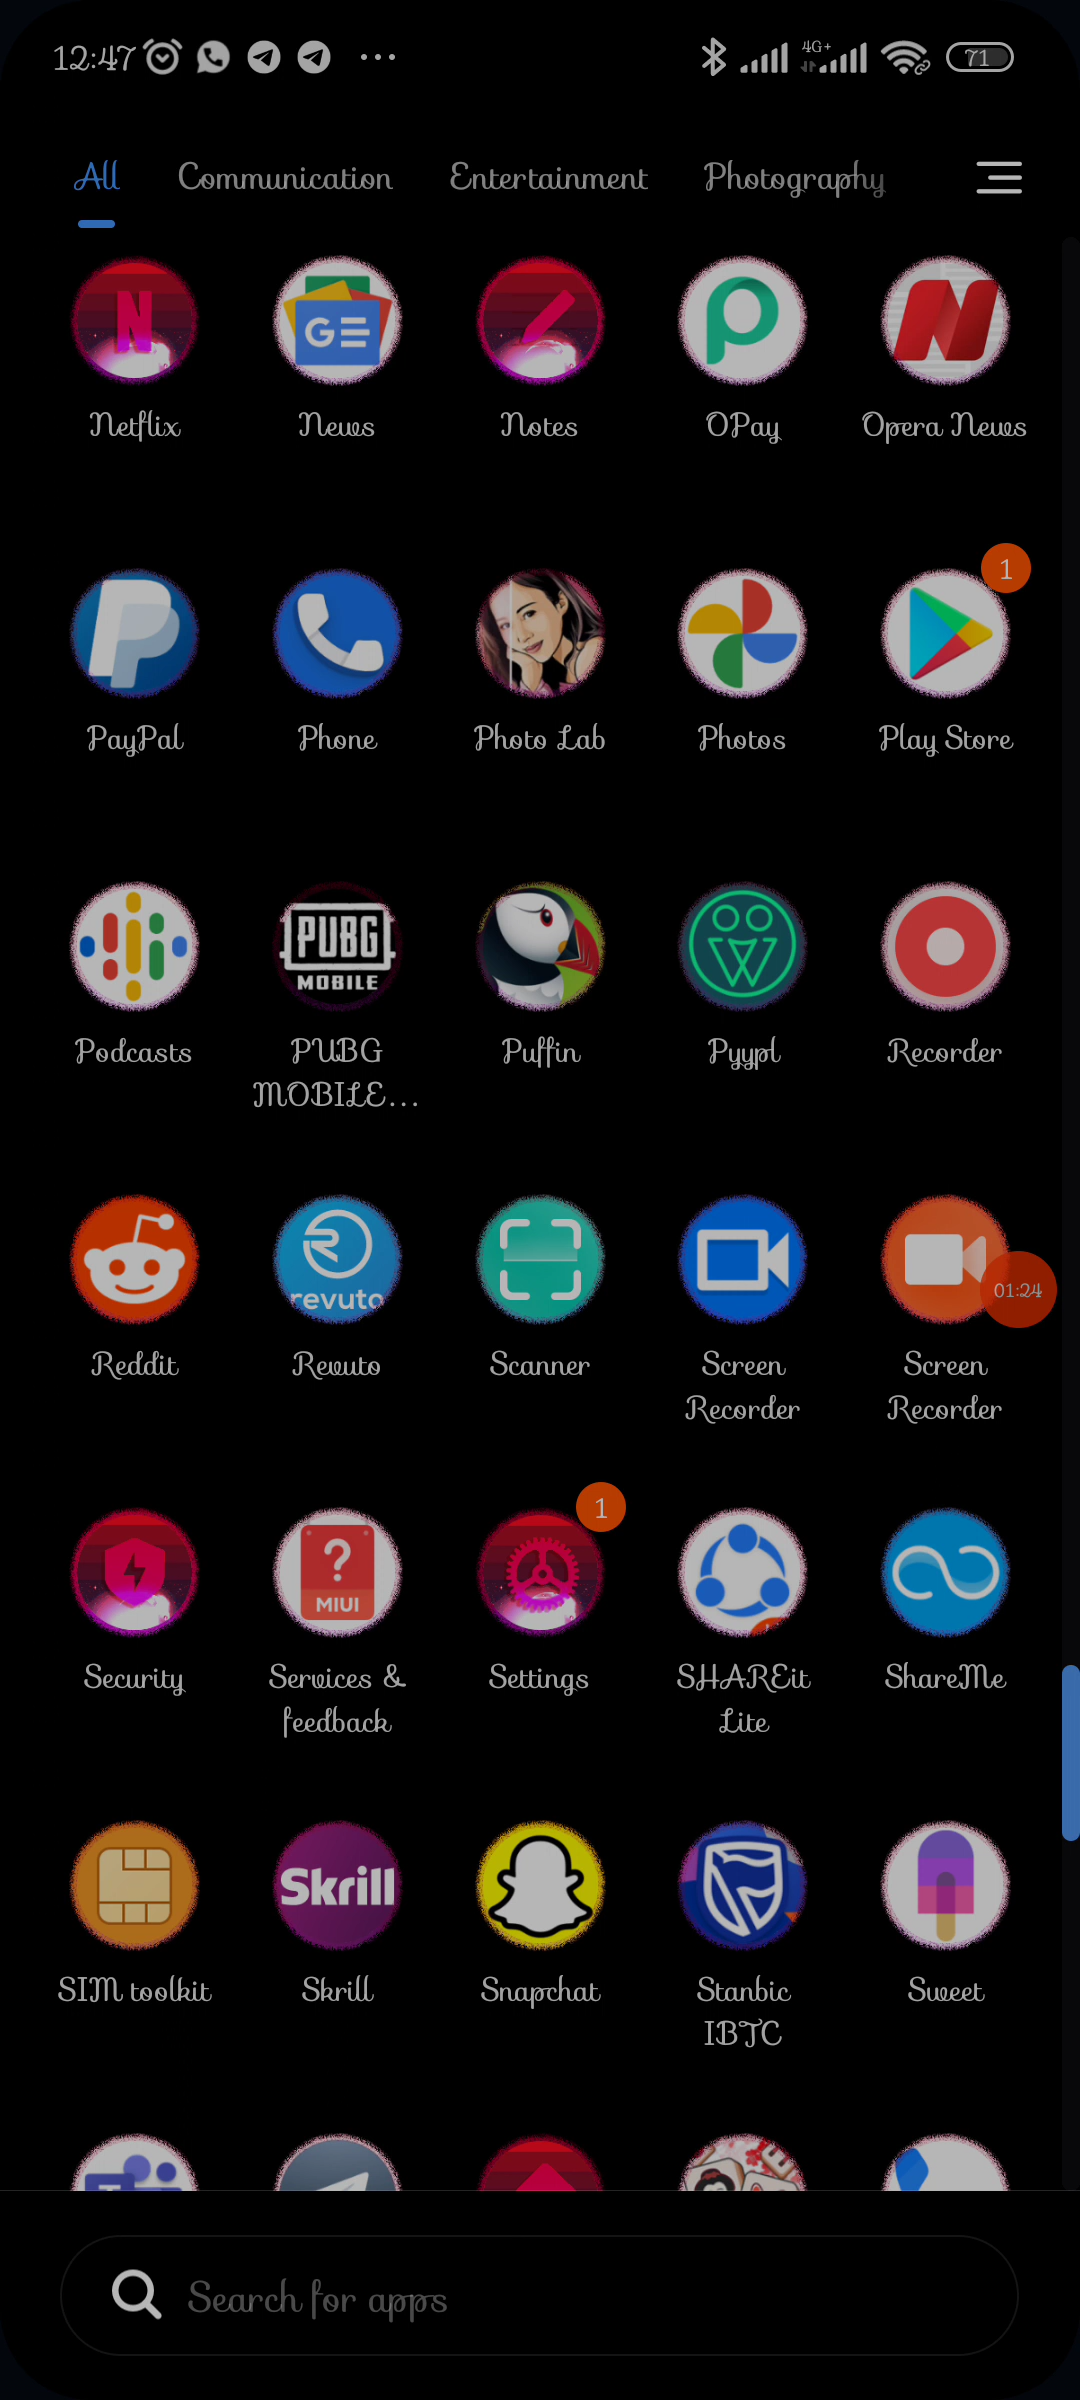 12:47 4G+ 71
All Communication Entertainment Photography
N GE
Netflix News Notes OPay Opera News
1
PayPal Phone Photo Lab Photos Play Store
PUBG
MOBILE
Podcasts PUBG Puffin Pyypl Recorder
MOBILE...
revuto
01:24
Reddit Revuto Scanner Screen Screen
Recorder Recorder
1
?
MIUI
Security Services & Settings SHAREit ShareMe
feedback Lite
Skrill
SIM toolkit Skrill Snapchat Stanbic Sweet
IBTC
Search for apps